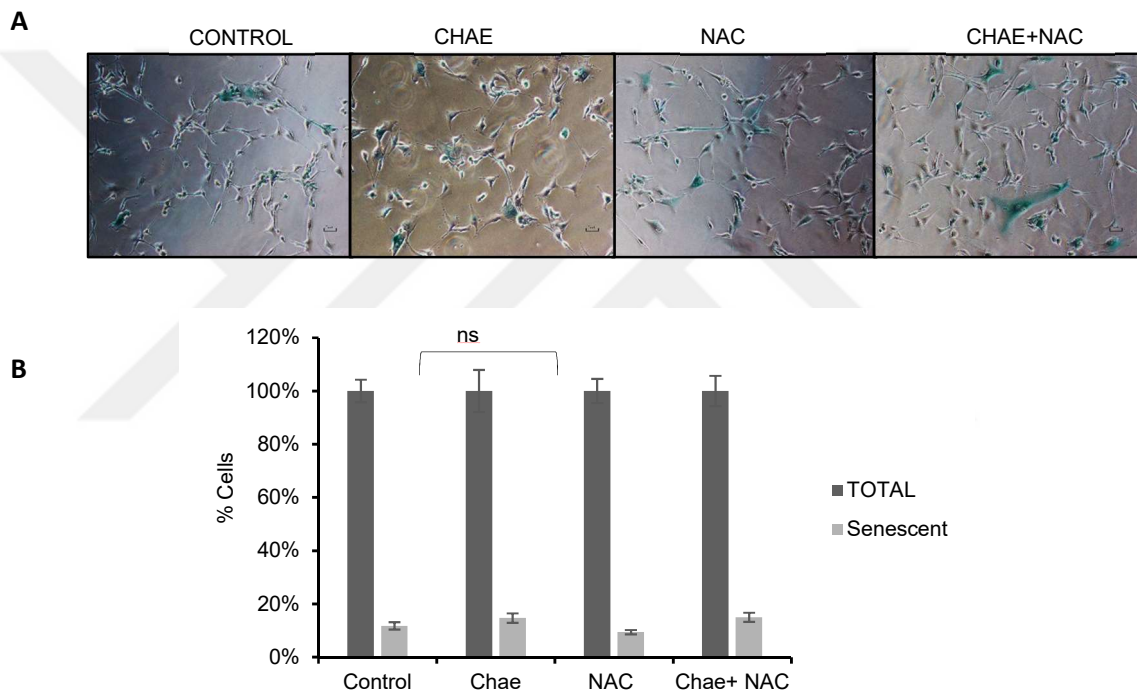 A
CONTROL CHAE NAC CHAE+NAC
B
ns
120%
100%
80%
60%
40%
20%
0%
% Cells
Control Chae NAC Chae+ NAC
TOTAL
Senescent